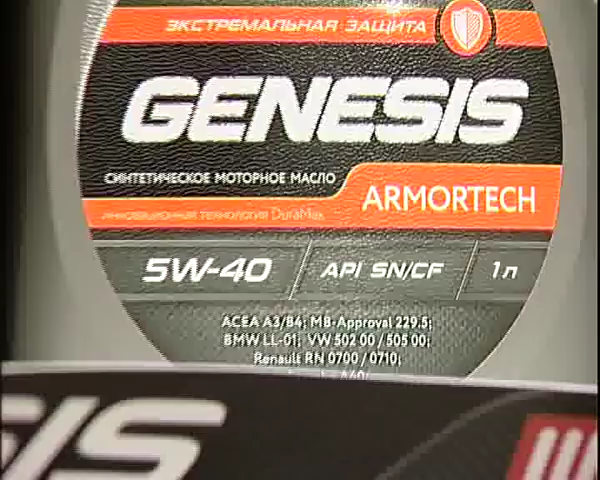 ЭКСТРЕМАЛЬНАЯ ЗАЩИТА
GENESIS
СИНТЕТИЧЕСКОЕ МОТОРНОЕ МАСЛО
ARMORTECH
инновационная технология DuraMax
5W-40 API SN/CF 1л
ACEA A3/B4; MB-Approval 229.5;
BMW LL-01; VW 502 00 / 505 00;
Renault RN 0700 / 0710;
SIS